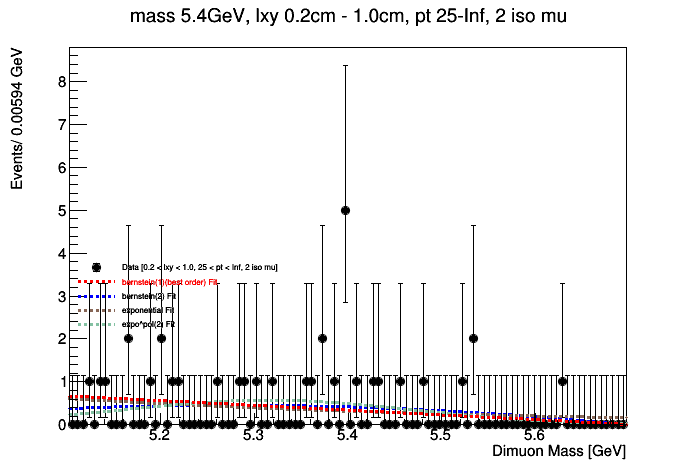 mass 5.4GeV, lxy 0.2cm - 1.0cm, pt 25-Inf, 2 iso mu
Events/ 0.00594 GeV
8
7
6
5
4
3
2
1
0
Data [0.2 < lxy < 1.0, 25 < pt < Inf, 2 iso mu]
bernstein(1)(best order) Fit
bernstein(2) Fit
exponential Fit
expo*pol(2) Fit
5.2 5.3 5.4 5.5 5.6
Dimuon Mass [GeV]